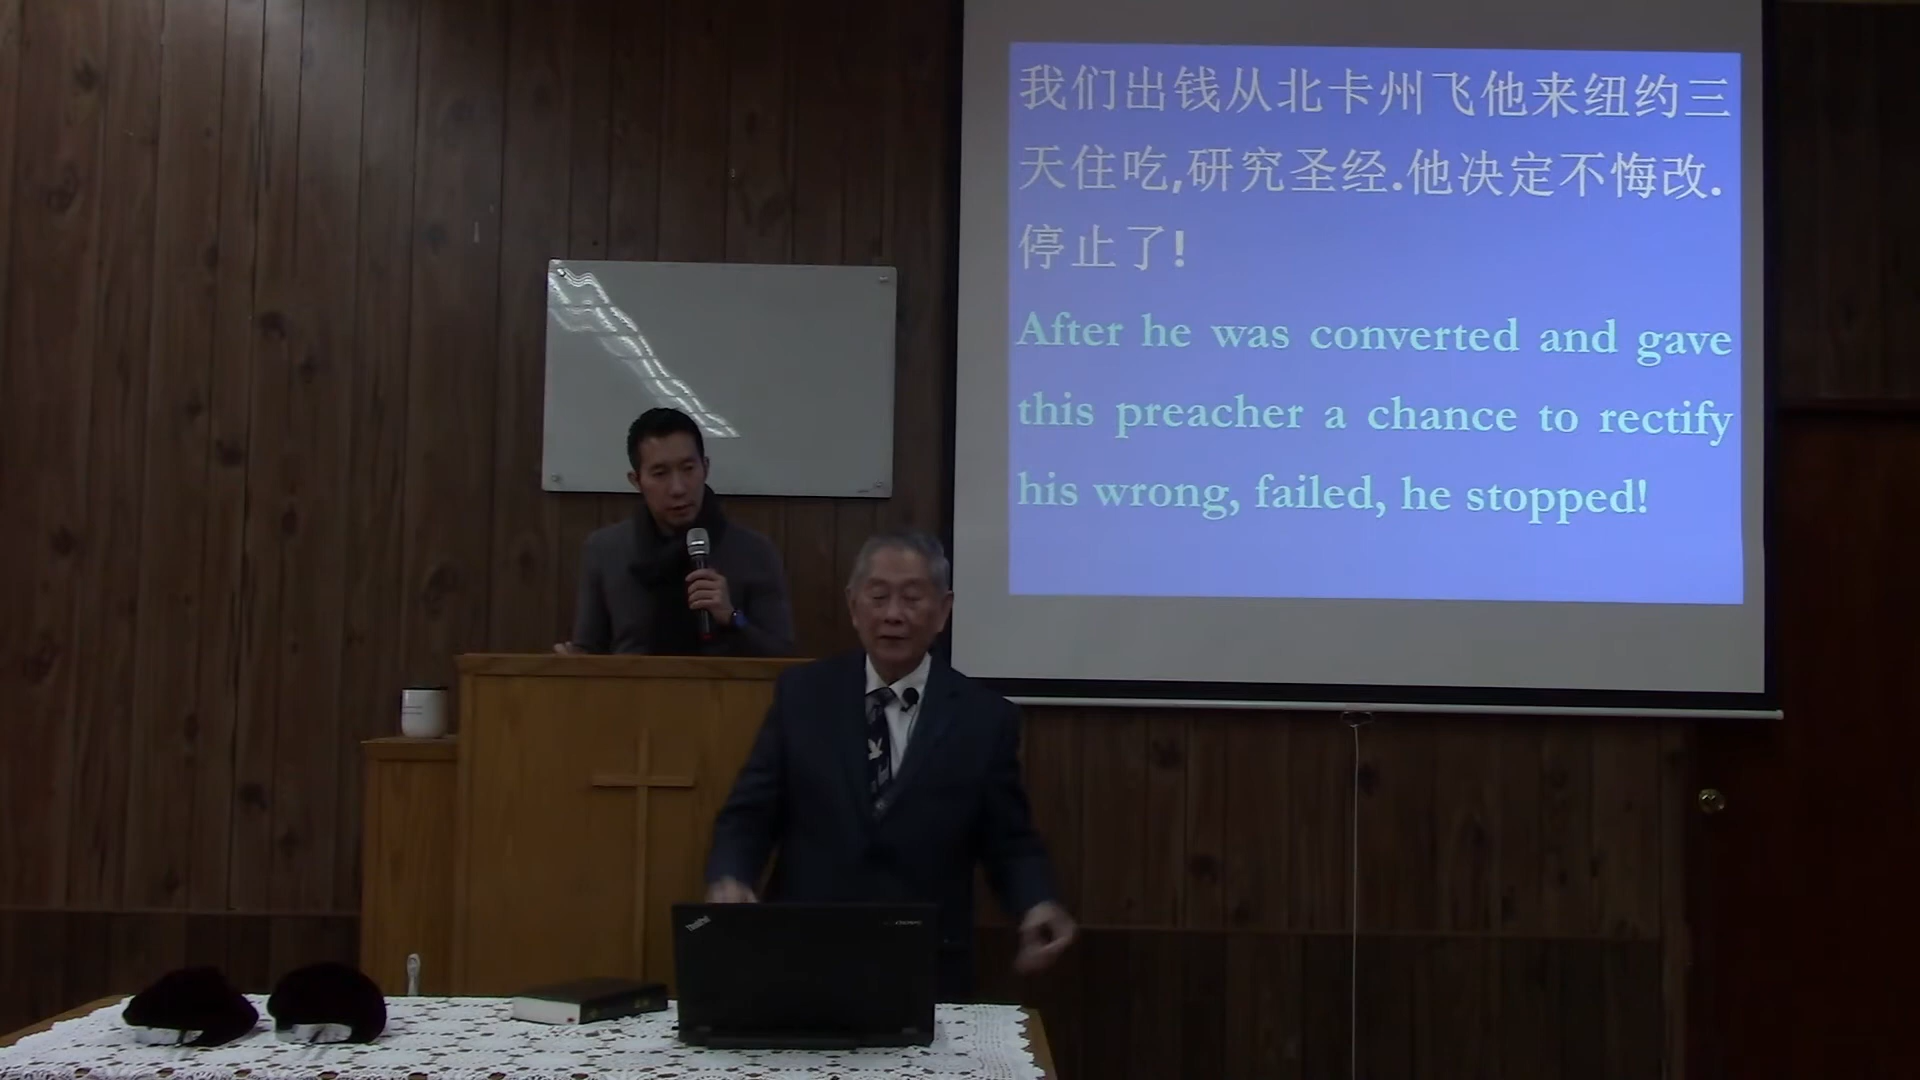 我们出钱从北卡州飞他来纽约三
天住吃,研究圣经.他决定不悔改.
停止了!
After he was converted and gave
this preacher a chance to rectify
his wrong, failed, he stopped!
ThinkPad